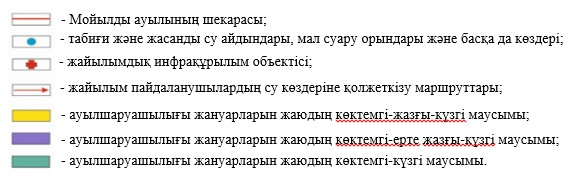 - Мойылды ауылының шекарасы;
- табиғи және жасанды су айдындары, мал суару орындары және басқа да көздері;
- жайылымдық инфрақұрылым объектісі;
- жайылым пайдаланушылардың су көздеріне қолжеткізу маршруттары;
- ауылшаруашылығы жануарларын жаюдың көктемгі-жазғы-күзгі маусымы;
- ауылшаруашылығы жануарларын жаюдың көктемгі-ерте жазғы-күзгі маусымы;
- ауылшаруашылығы жануарларын жаюдың көктемгі-күзгі маусымы.